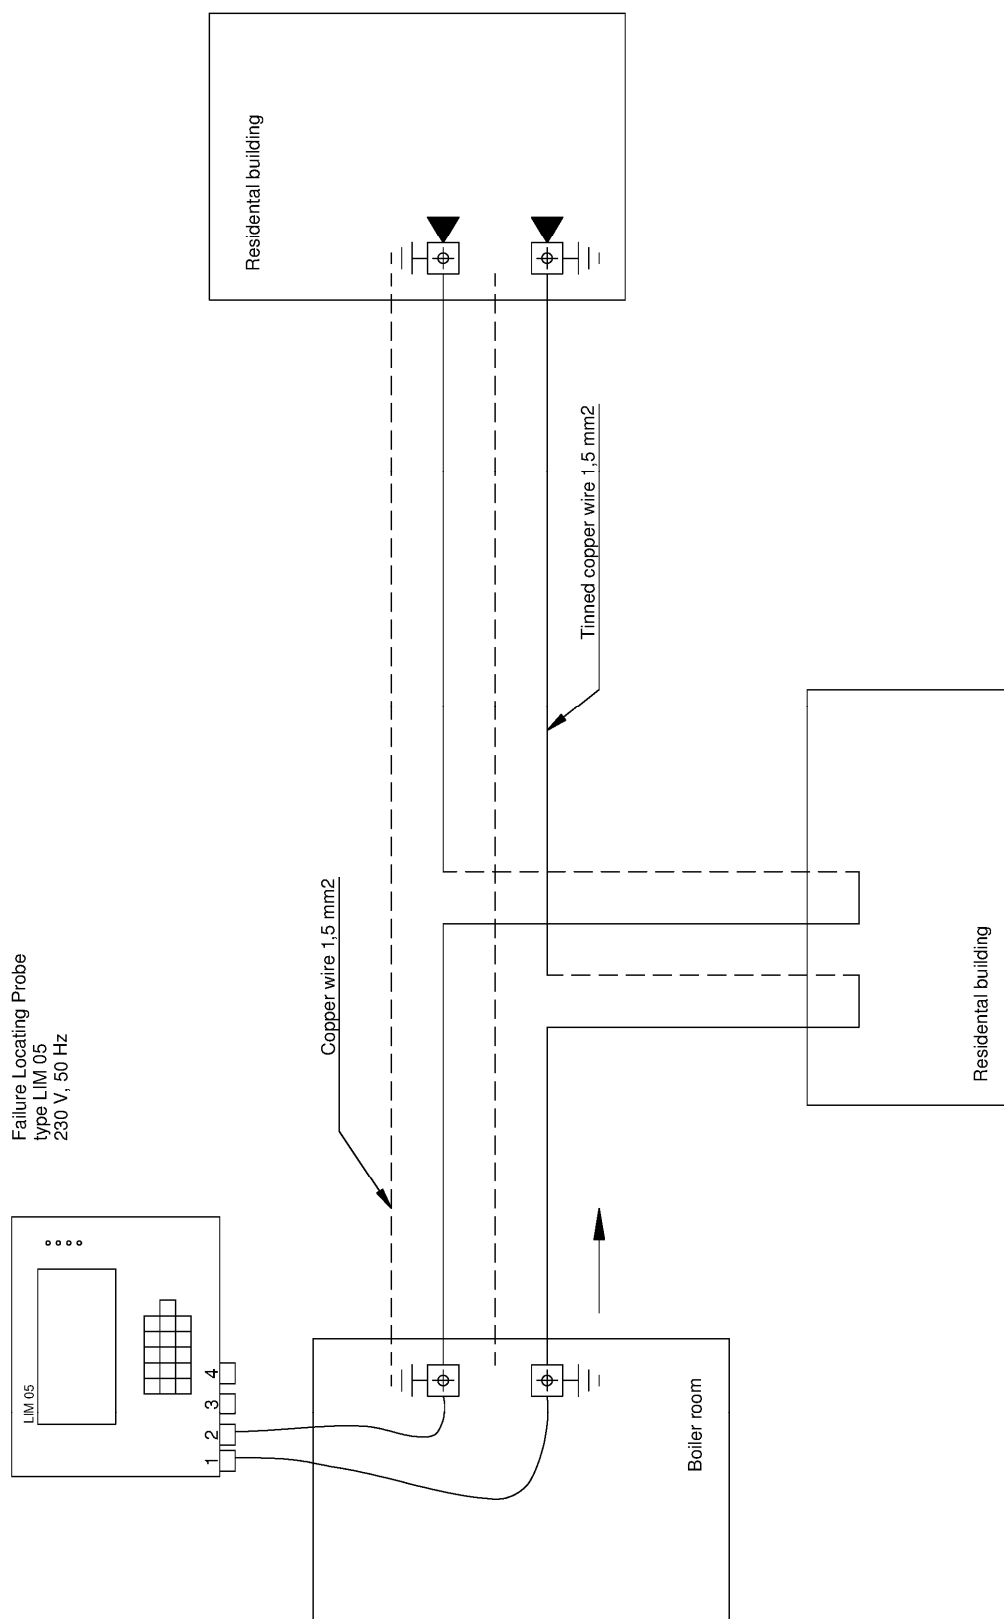 Failure Locating Probe
type LIM 05
230 V, 50 Hz
LIM 05
1 2 3 4
Copper wire 1,5 mm2
Residental building
Tinned copper wire 1,5 mm2
Boiler room
Residental building